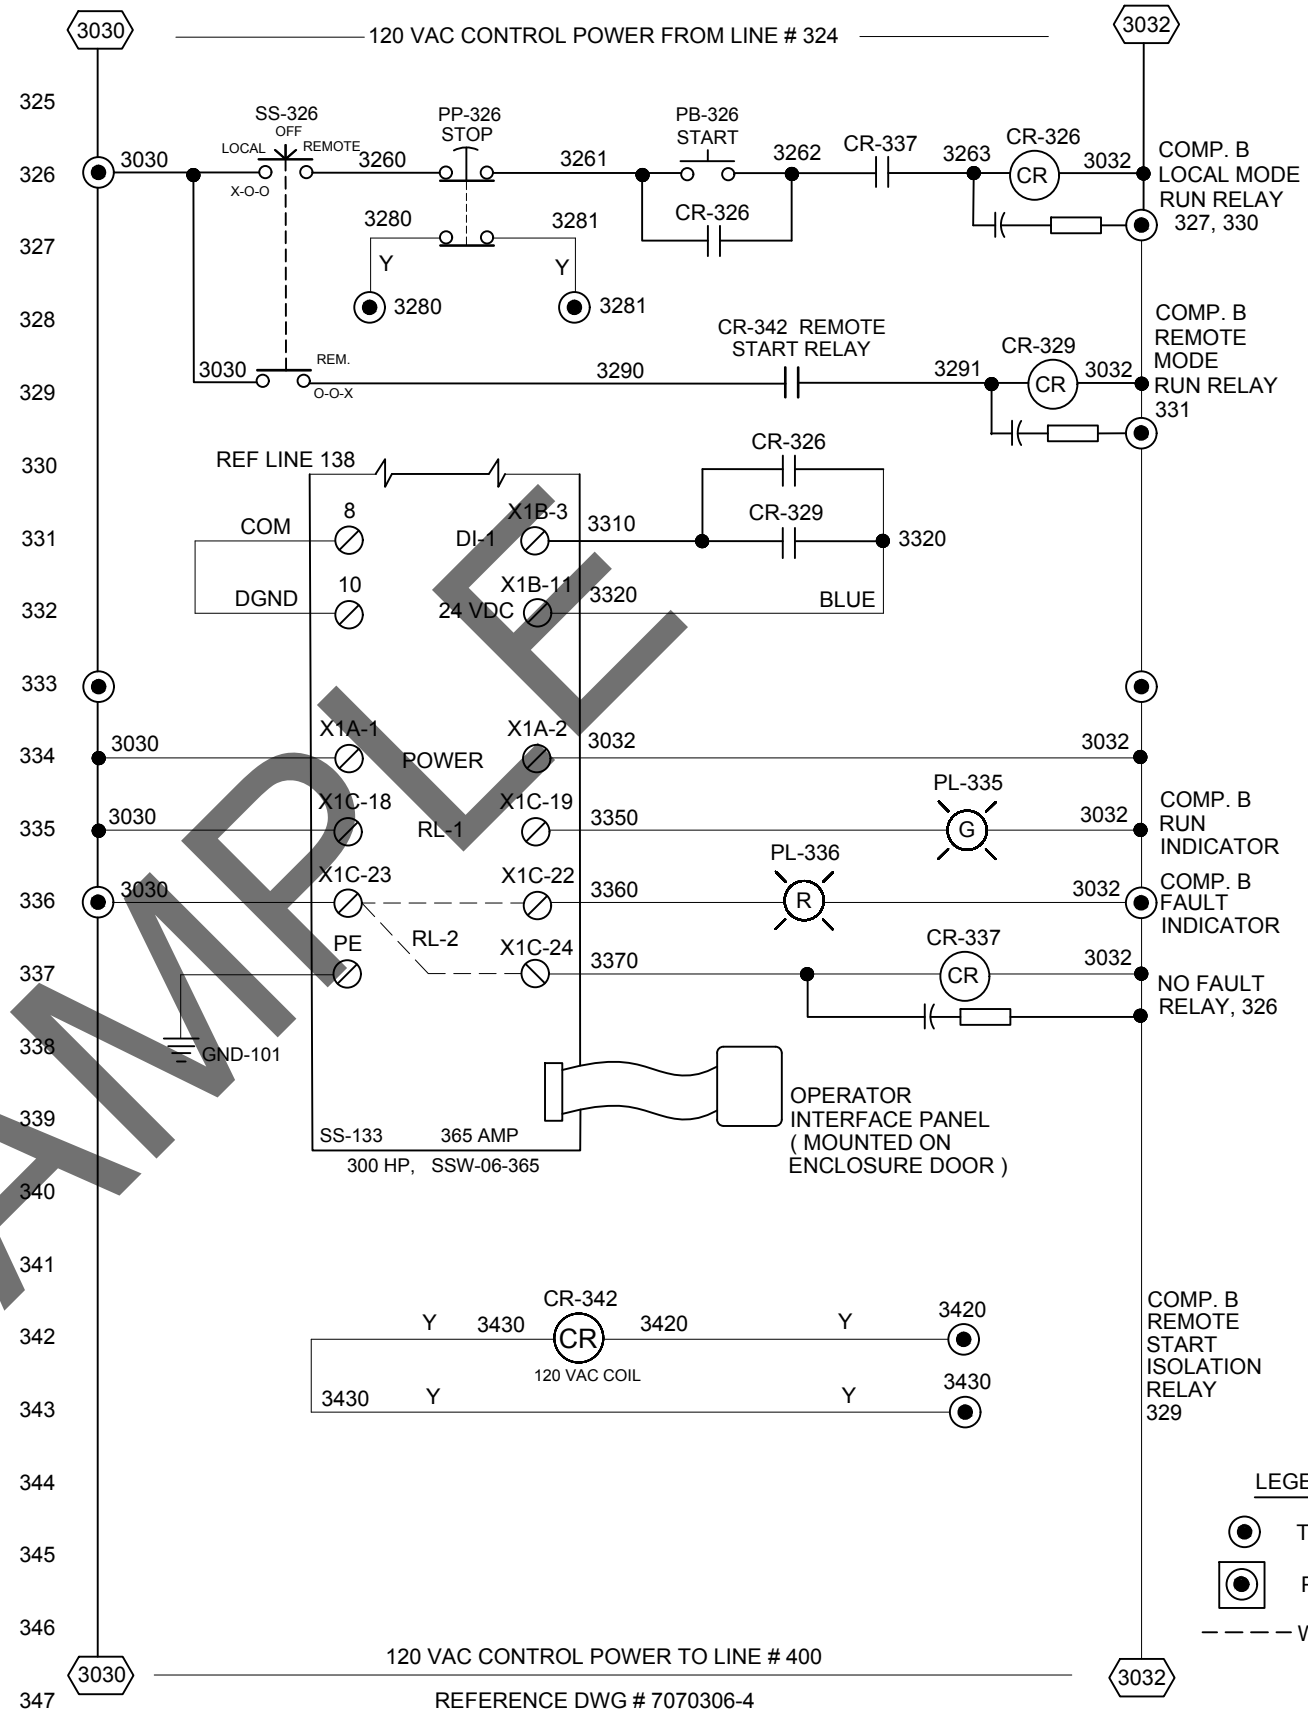 3030
120 VAC CONTROL POWER FROM LINE # 324
3032
325
SS-326
OFF
LOCAL
REMOTE
X-O-O
PP-326
STOP
PB-326
START
CR-337
CR-326
326
3030
3260
3261
3262
3263
CR
3032
COMP. B
LOCAL MODE
RUN RELAY
327, 330
CR-326
327
3280
3281
Y
Y
3280
3281
328
CR-342 REMOTE
START RELAY
CR-329
COMP. B
REMOTE
MODE
RUN RELAY
331
329
3030
REM.
O-O-X
3290
3291
CR
3032
330
REF LINE 138
CR-326
331
COM
8
DI-1
X1B-3
3310
CR-329
3320
332
DGND
10
24 VDC
X1B-11
3320
BLUE
333
334
3030
X1A-1
POWER
X1A-2
3032
3032
335
3030
X1C-18
RL-1
X1C-19
3350
PL-335
G
3032
COMP. B
RUN
INDICATOR
336
3030
X1C-23
X1C-22
3360
PL-336
R
3032
COMP. B
FAULT
INDICATOR
337
PE
RL-2
X1C-24
3370
CR-337
CR
3032
NO FAULT
RELAY, 326
338
GND-101
339
OPERATOR
INTERFACE PANEL
( MOUNTED ON
ENCLOSURE DOOR )
SS-133
365 AMP
300 HP, SSW-06-365
340
341
342
Y
3430
CR-342
CR
120 VAC COIL
3420
Y
3420
COMP. B
REMOTE
START
ISOLATION
RELAY
329
343
3430
Y
Y
3430
344
LEGE
T
345
P
346
W
120 VAC CONTROL POWER TO LINE # 400
3030
3032
347
REFERENCE DWG # 7070306-4
AMPLE